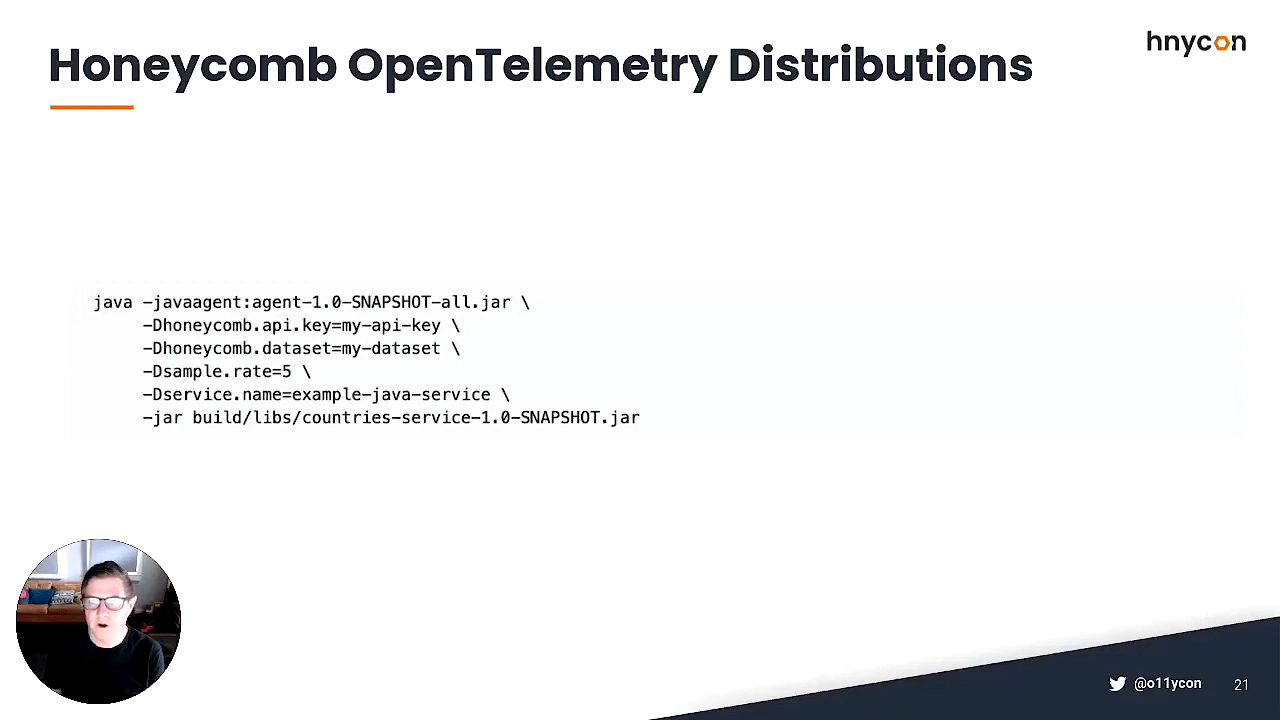 Honeycomb OpenTelemetry Distributions
hnycon
java -javaagent:agent-1.0-SNAPSHOT-all.jar \
-Dhoneycomb.api.key=my-api-key \
-Dhoneycomb.dataset=my-dataset \
-Dsample.rate=5 \
-Dservice.name=example-java-service \
-jar build/libs/countries-service-1.0-SNAPSHOT.jar
@o11ycon 21